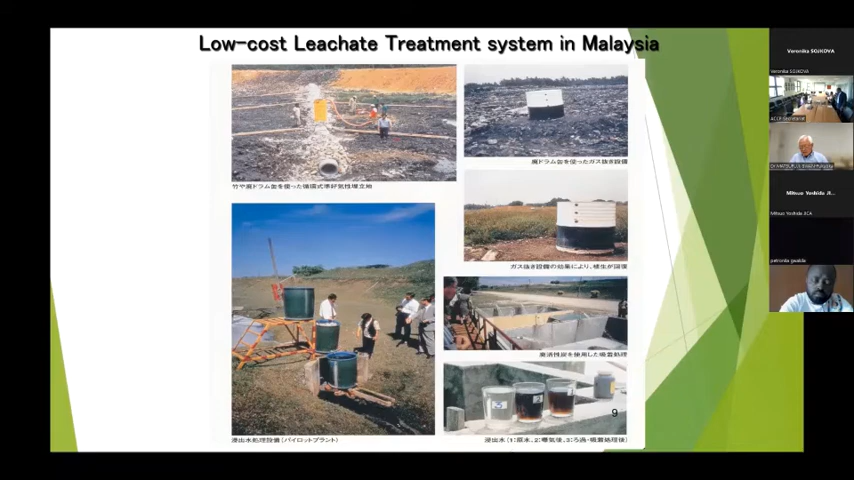 Low-cost Leachate Treatment system in Malaysia
Veronika SOJKOVA
Veronika SOJKOVA
ACCP Secretariat
Mitsuo Yoshida JI...
Mitsuo Yoshida JICA
petronka gwalda
廃ドラム缶を使ったガス抜き設備
竹や廃ドラム缶を使った循環式準好気性埋立地
ガス抜き設備の効果により、植生が回復
廃活性炭を使用した吸着処理
9
浸出水処理設備(パイロットプラント)
浸出水(1:原水、2:曝気後、3:ろ過・吸着処理後)